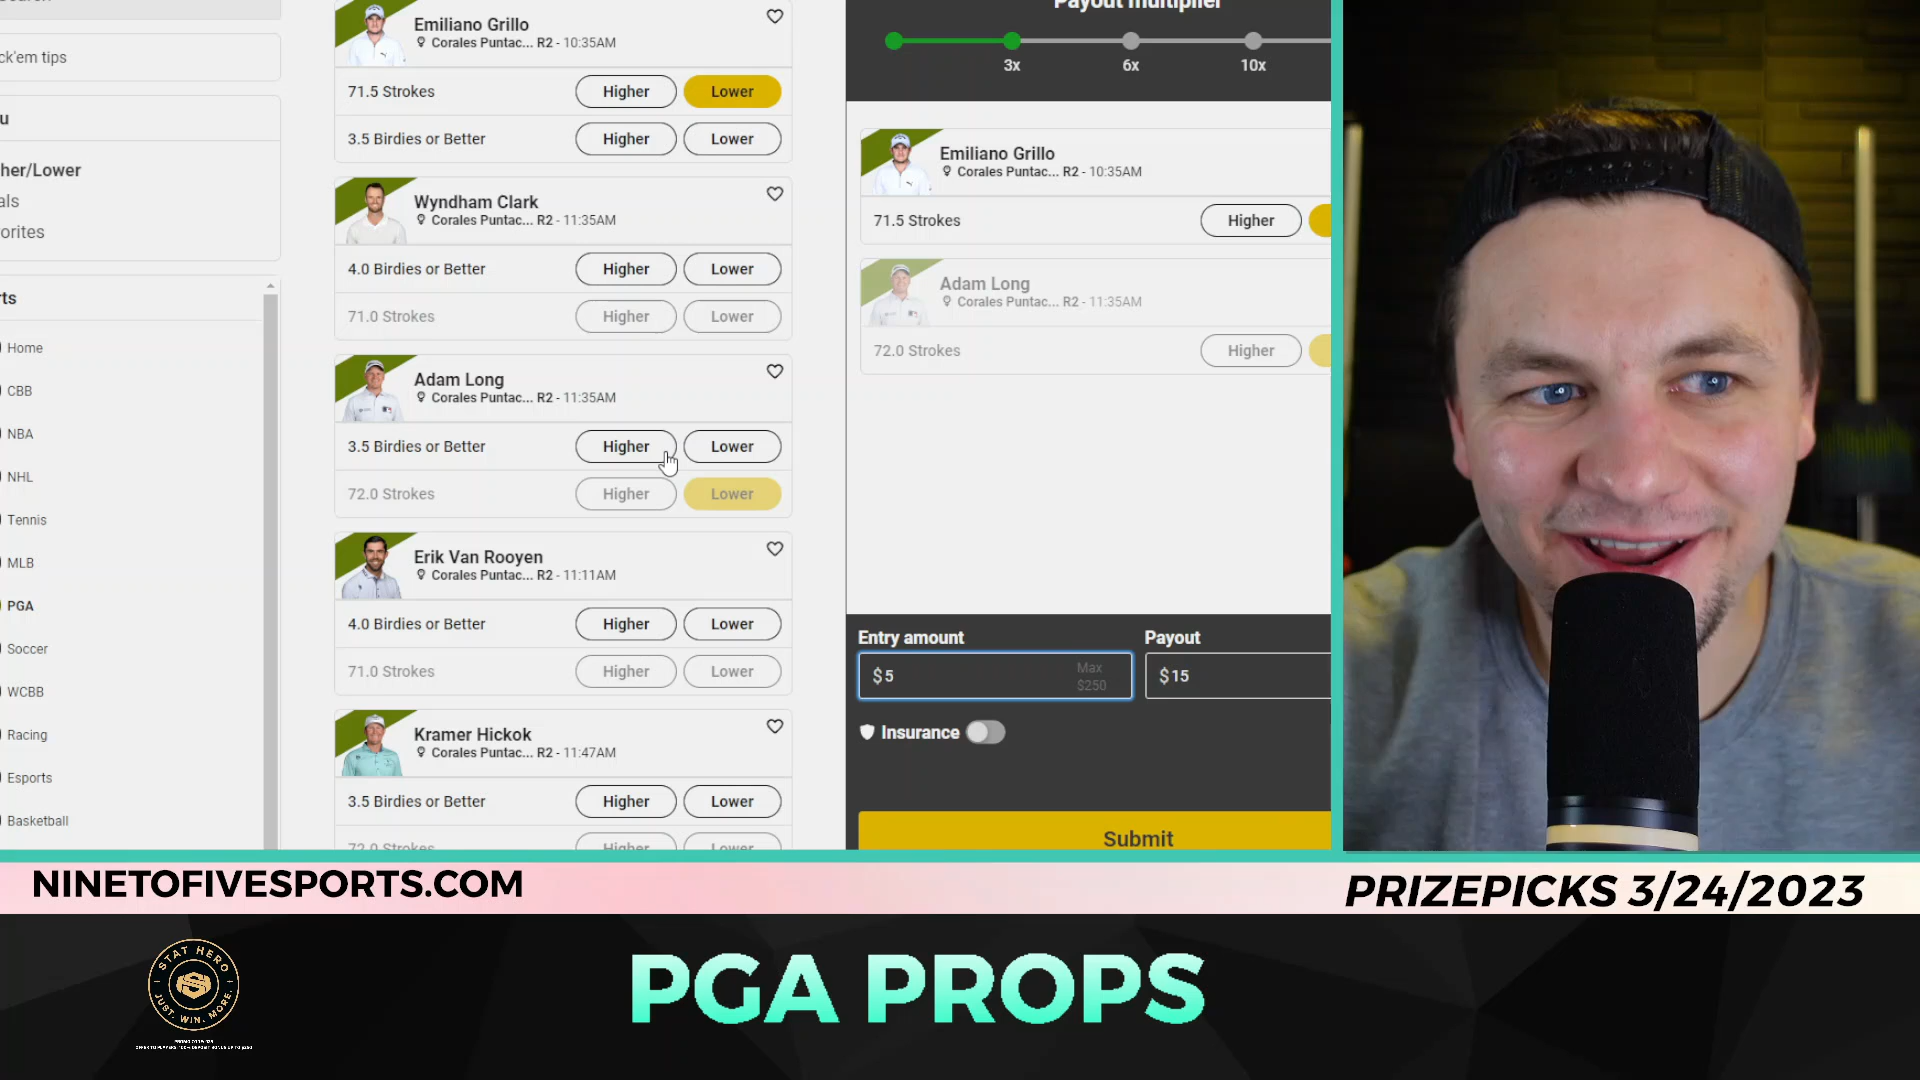 ck'em tips
u
her/Lower
als
orites
ts
Home
CBB
NBA
NHL
Tennis
MLB
PGA
Soccer
WCBB
Racing
Esports
Basketball
Emiliano Grillo
Corales Puntac... R2 - 10:35AM
71.5 Strokes Higher Lower
3.5 Birdies or Better Higher Lower
Wyndham Clark
Corales Puntac... R2 - 11:35AM
4.0 Birdies or Better Higher Lower
71.0 Strokes Higher Lower
Adam Long
Corales Puntac... R2 - 11:35AM
3.5 Birdies or Better Higher Lower
72.0 Strokes Higher Lower
Erik Van Rooyen
Corales Puntac... R2 - 11:11AM
4.0 Birdies or Better Higher Lower
71.0 Strokes Higher Lower
Kramer Hickok
Corales Puntac... R2 - 11:47AM
3.5 Birdies or Better Higher Lower
72.0 Strokes Higher Lower
Payout multiplier
3x 6x 10x
Emiliano Grillo
Corales Puntac... R2 - 10:35AM
71.5 Strokes Higher
Adam Long
Corales Puntac... R2 - 11:35AM
72.0 Strokes Higher
Entry amount Payout
$5 Max $250 $15
Insurance
Submit
NINETOFIVESPORTS.COM
PRIZEPICKS 3/24/2023
STAT HERO
JUST. WIN. MORE.
PGA PROPS